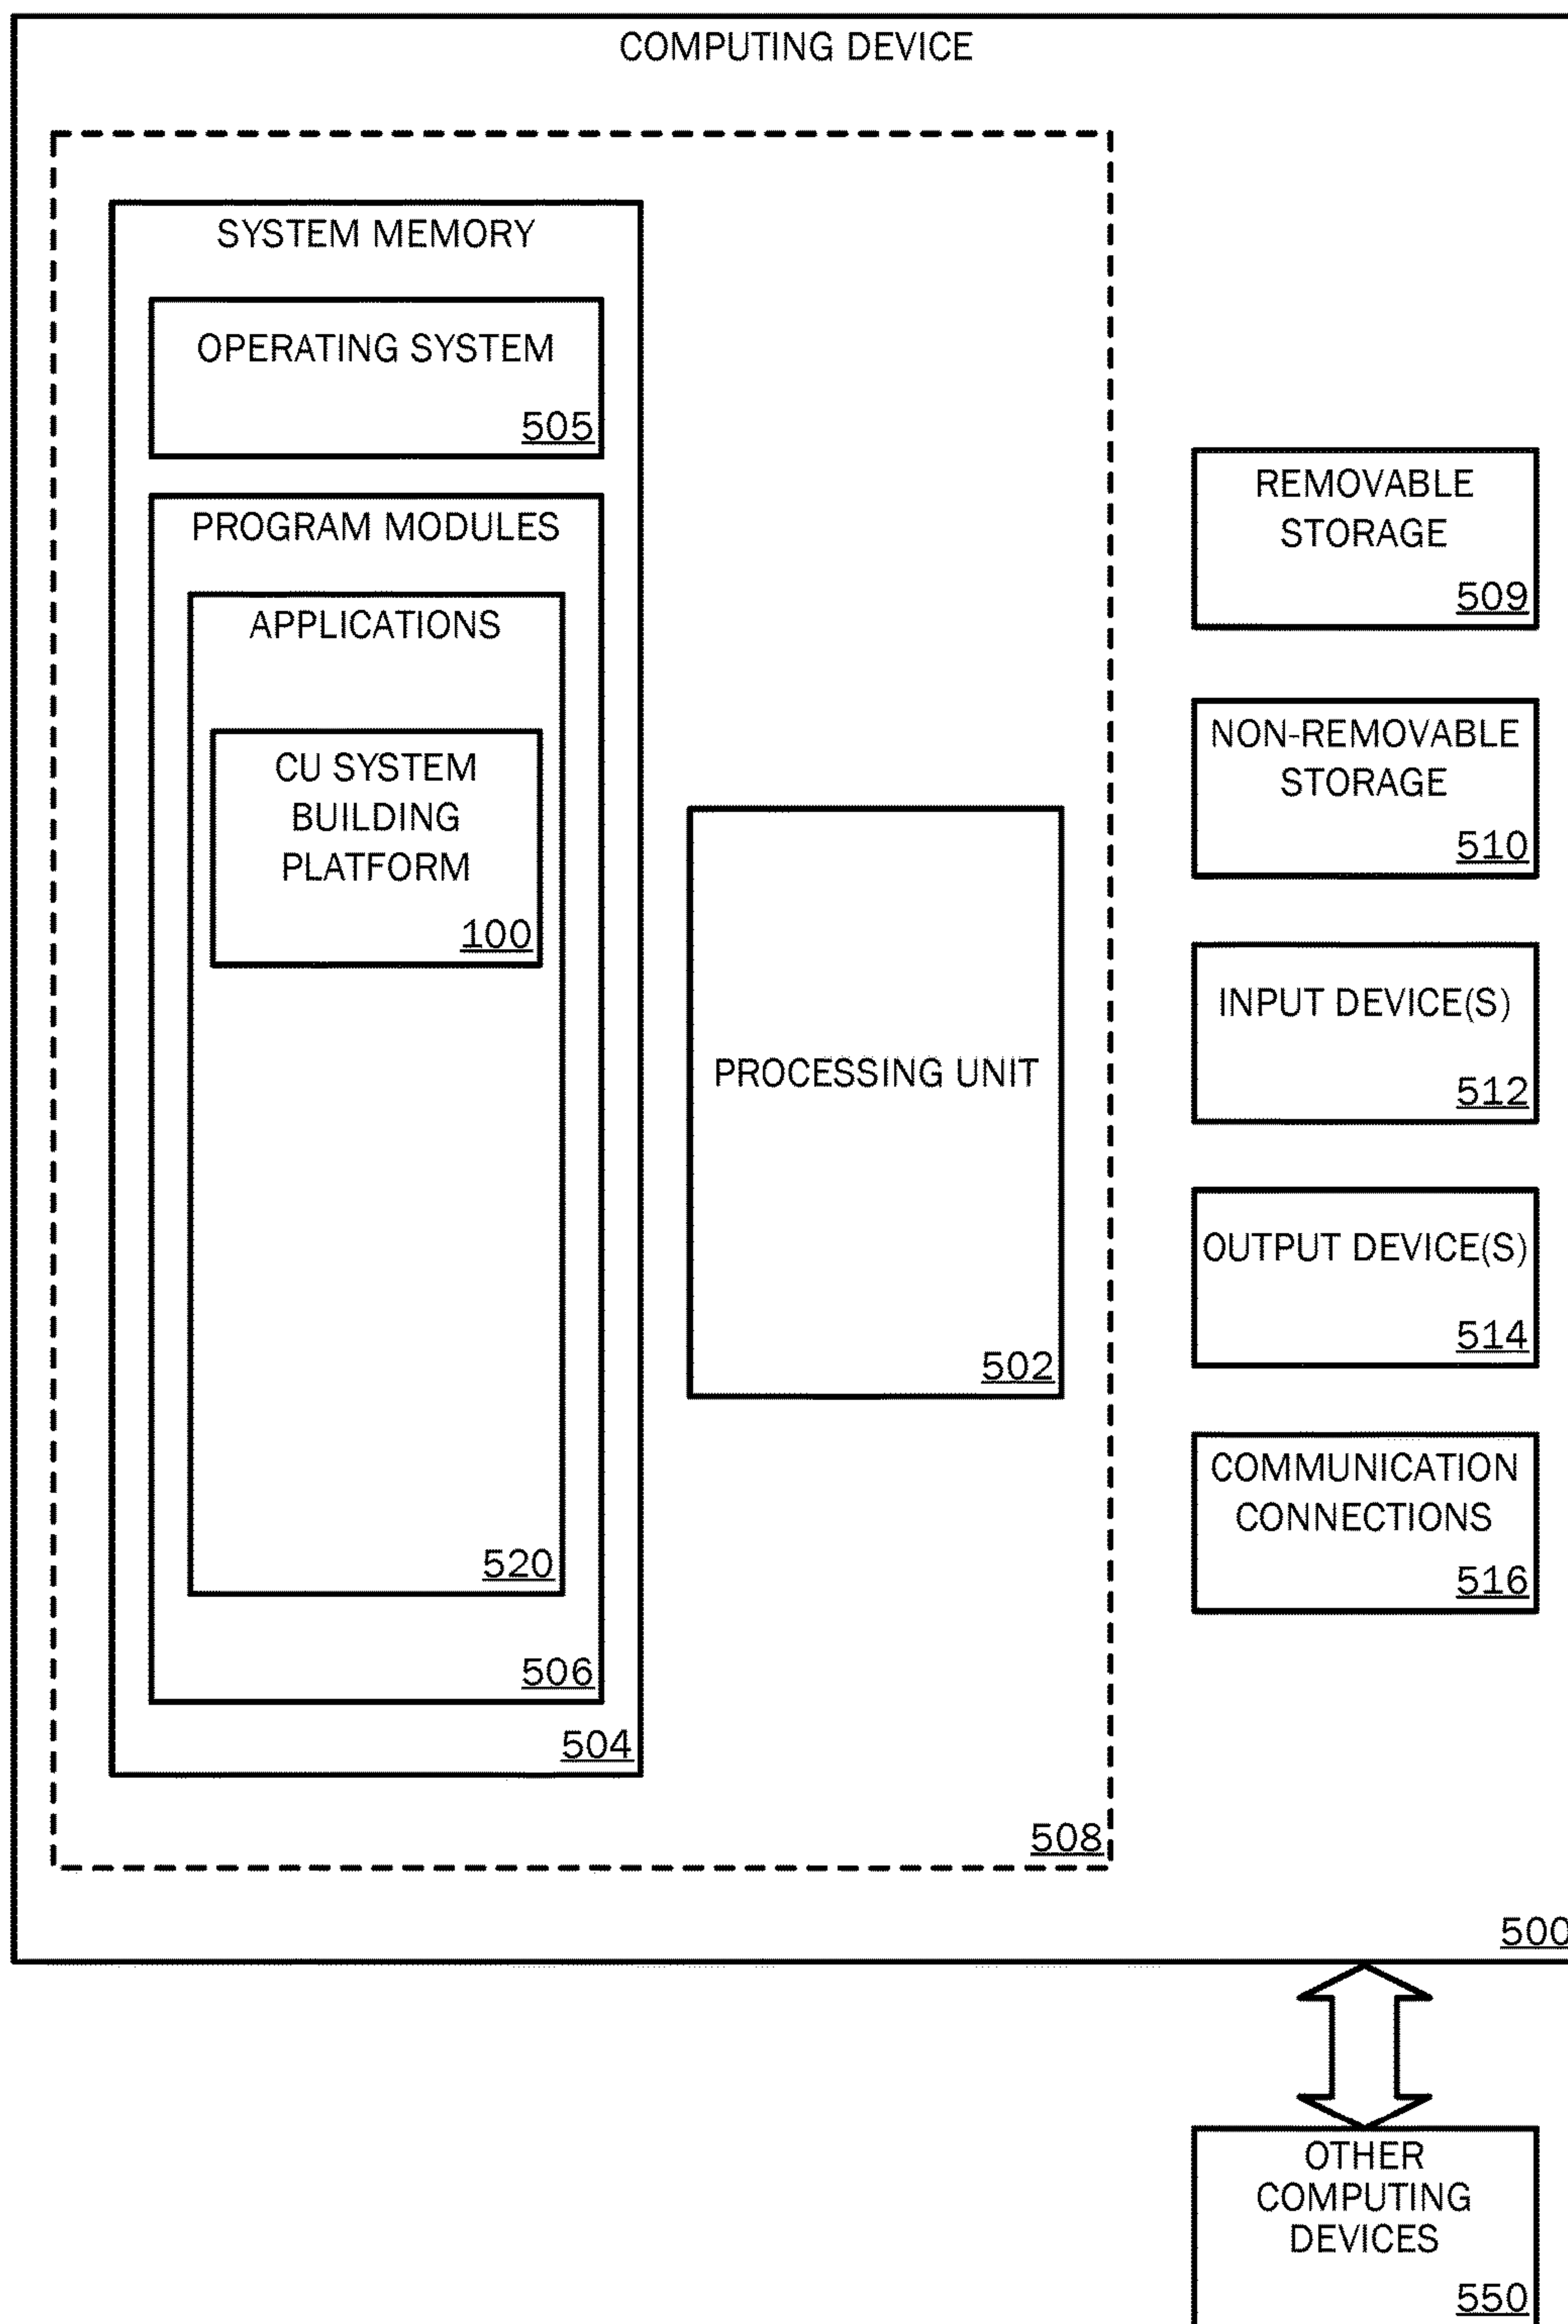 COMPUTING DEVICE
SYSTEM MEMORY
OPERATING SYSTEM
505
PROGRAM MODULES
APPLICATIONS
CU SYSTEM
BUILDING
PLATFORM
100
520
506
504
PROCESSING UNIT
502
508
REMOVABLE
STORAGE
509
NON-REMOVABLE
STORAGE
510
INPUT DEVICE(S)
512
OUTPUT DEVICE(S)
514
COMMUNICATION
CONNECTIONS
516
500
OTHER
COMPUTING
DEVICES
550